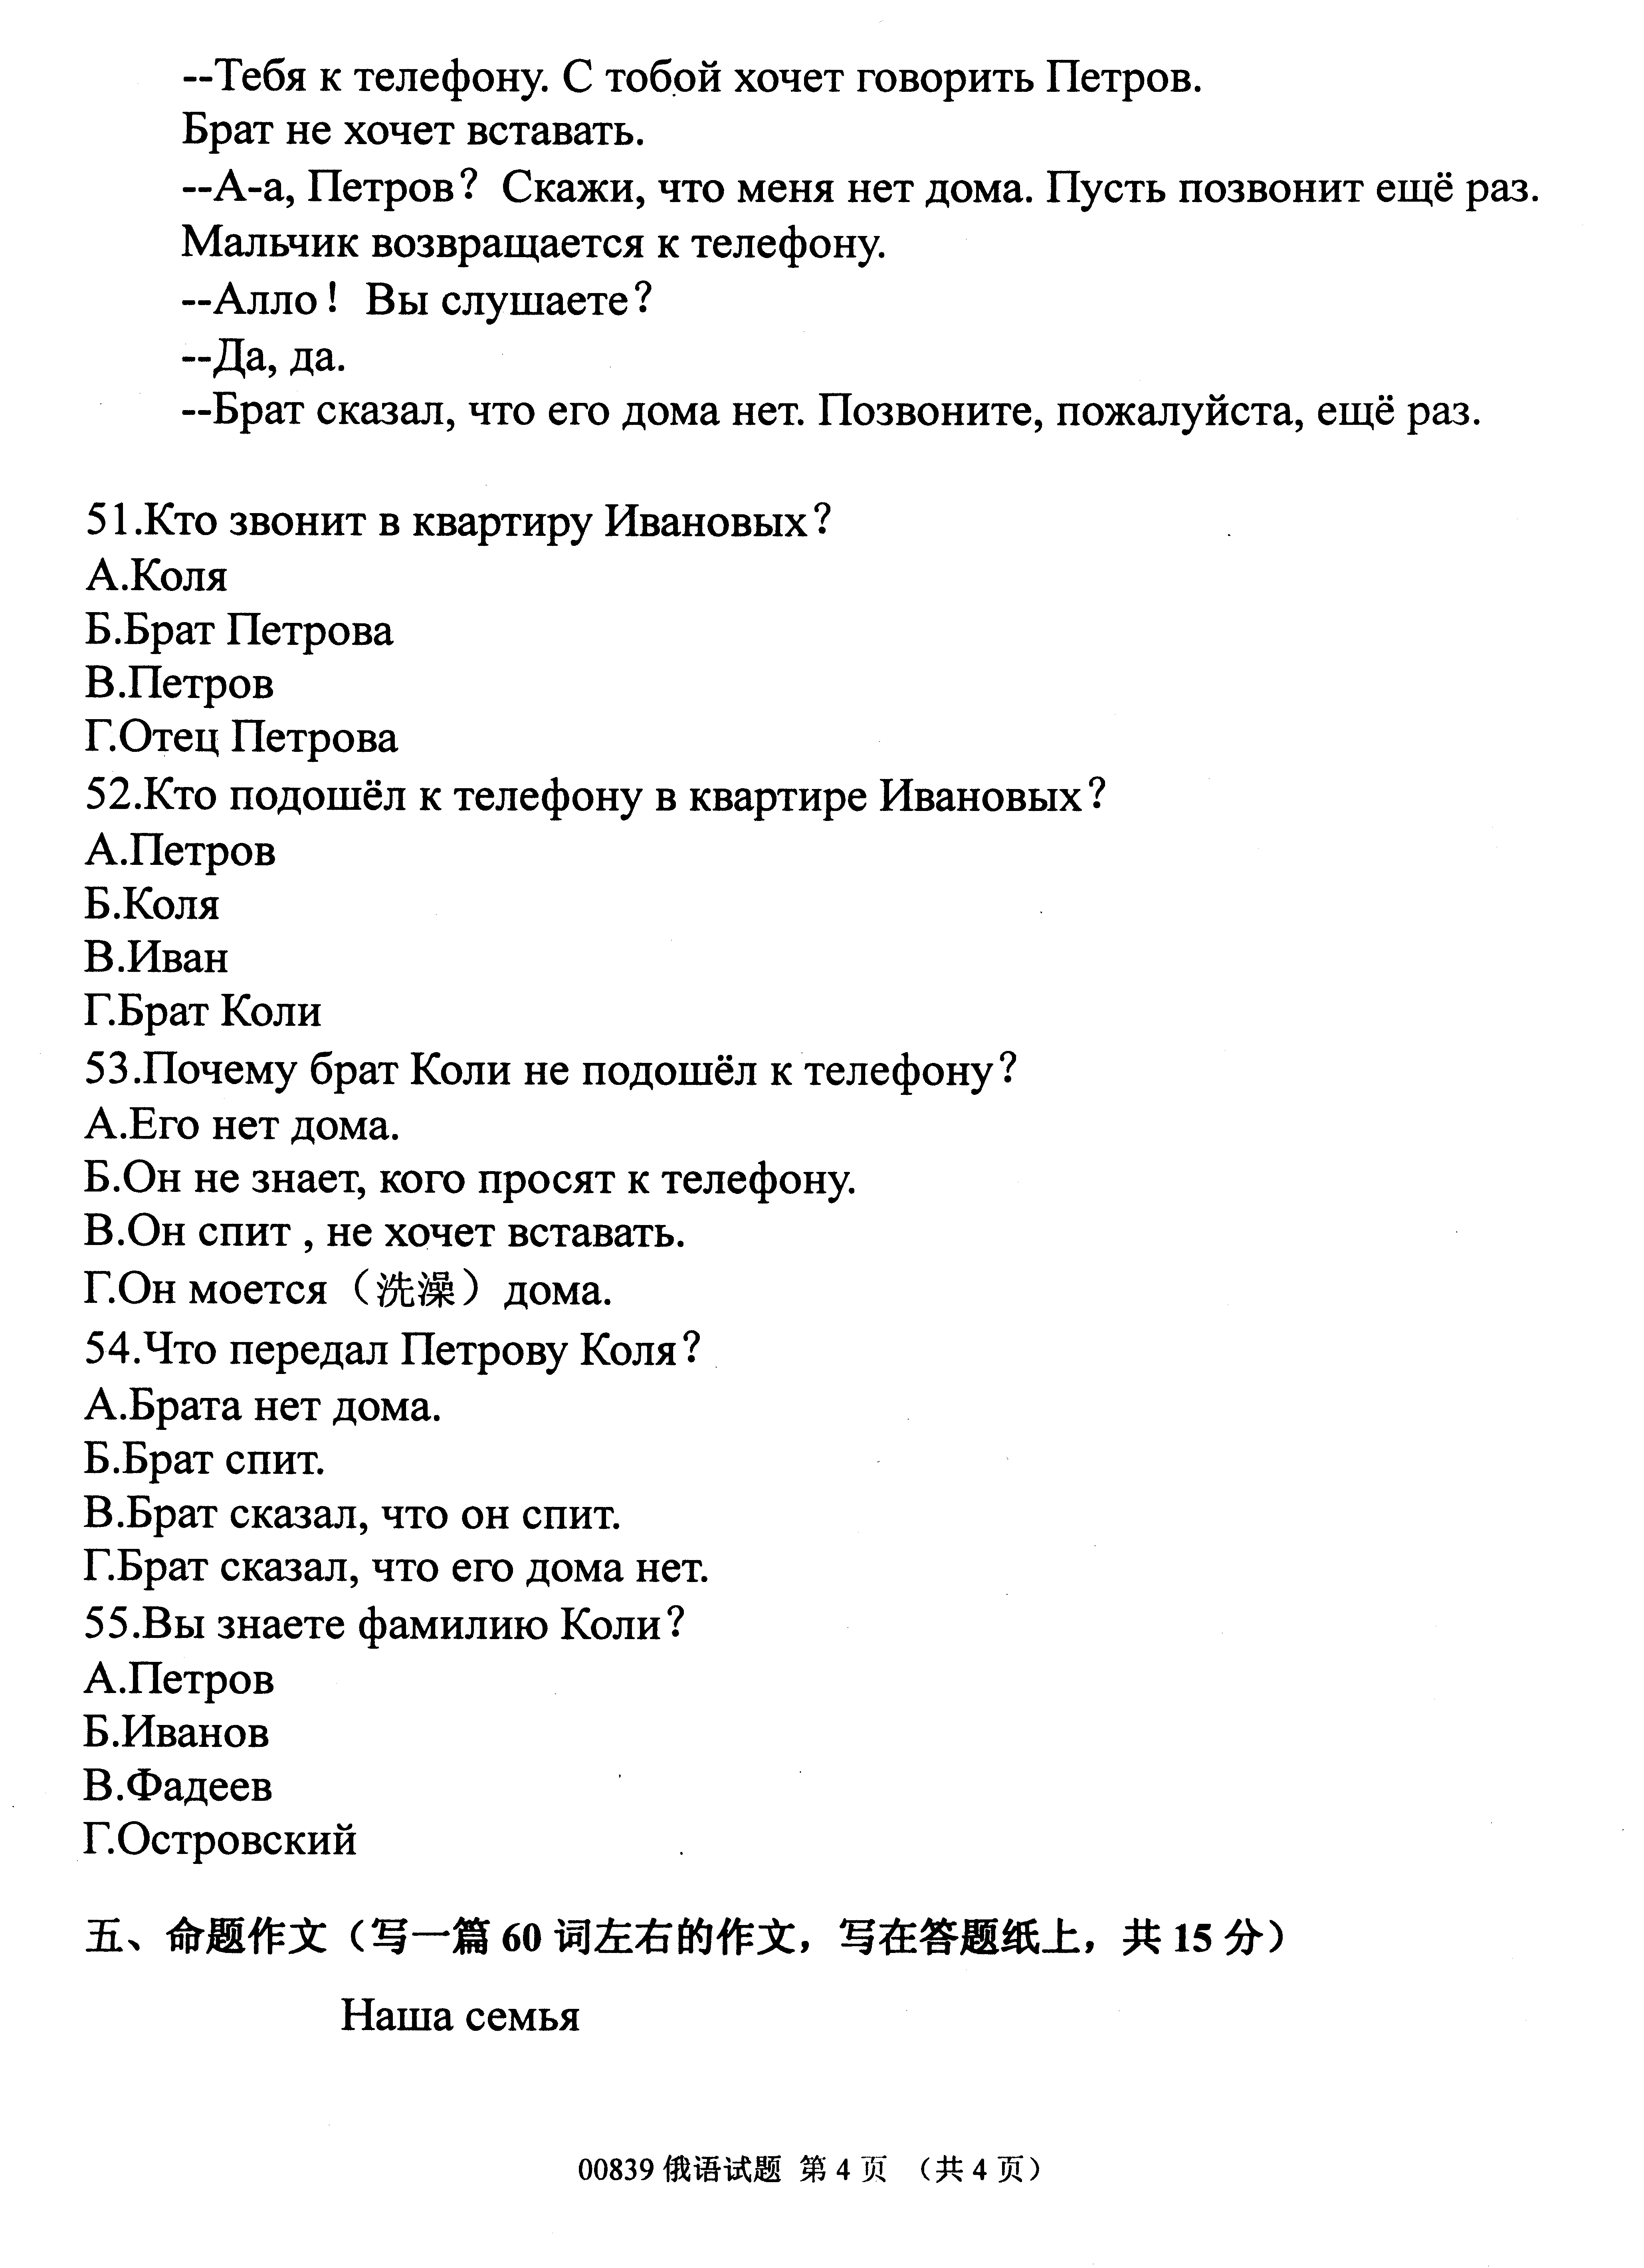 --Тебя к телефону. С тобой хочет говорить Петров.
Брат не хочет вставать.
--А-а, Петров？ Скажи, что меня нет дома. Пусть позвонит ещё раз.
Мальчик возвращается к телефону.
--Алло！ Вы слушаете？
--Да, да.
--Брат сказал, что его дома нет. Позвоните, пожалуйста, ещё раз.
51.Кто звонит в квартиру Ивановых？
А.Коля
Б.Брат Петрова
В.Петров
Г.Отец Петрова
52.Кто подошёл к телефону в квартире Ивановых？
А.Петров
Б.Коля
В.Иван
Г.Брат Коли
53.Почему брат Коли не подошёл к телефону？
А.Его нет дома.
Б.Он не знает, кого просят к телефону.
В.Он спит , не хочет вставать.
Г.Он моется（洗澡）дома.
54.Что передал Петрову Коля？
А.Брата нет дома.
Б.Брат спит.
В.Брат сказал, что он спит.
Г.Брат сказал, что его дома нет.
55.Вы знаете фамилию Коли？
А.Петров
Б.Иванов
В.Фадеев
Г.Островский
五、命题作文（写一篇 60 词左右的作文，写在答题纸上，共 15 分）
Наша семья
00839 俄语试题 第 4 页 （共 4 页）